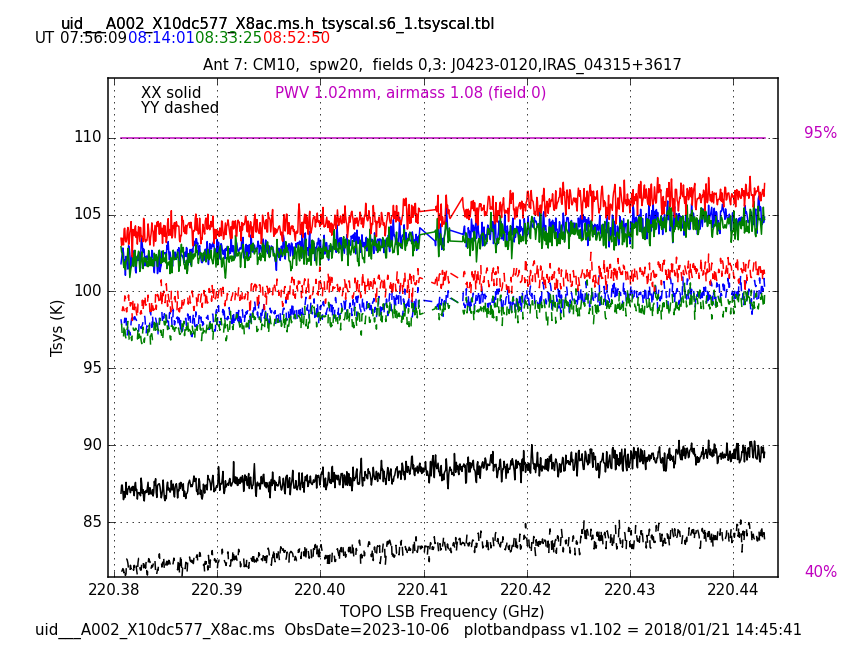 uid___A002_X10dc577_X8ac.ms.h_tsyscal.s6_1.tsyscal.tbl
UT 07:56:09 08:14:01 08:33:25 08:52:50
Ant 7: CM10,  spw20,  fields 0,3: J0423-0120,IRAS_04315+3617
XX solid
PWV 1.02mm, airmass 1.08 (field 0)
YY dashed
95%
110
105
100
95
90
85
Tsys (K)
40%
220.38 220.39 220.40 220.41 220.42 220.43 220.44
TOPO LSB Frequency (GHz)
uid___A002_X10dc577_X8ac.ms  ObsDate=2023-10-06   plotbandpass v1.102 = 2018/01/21 14:45:41